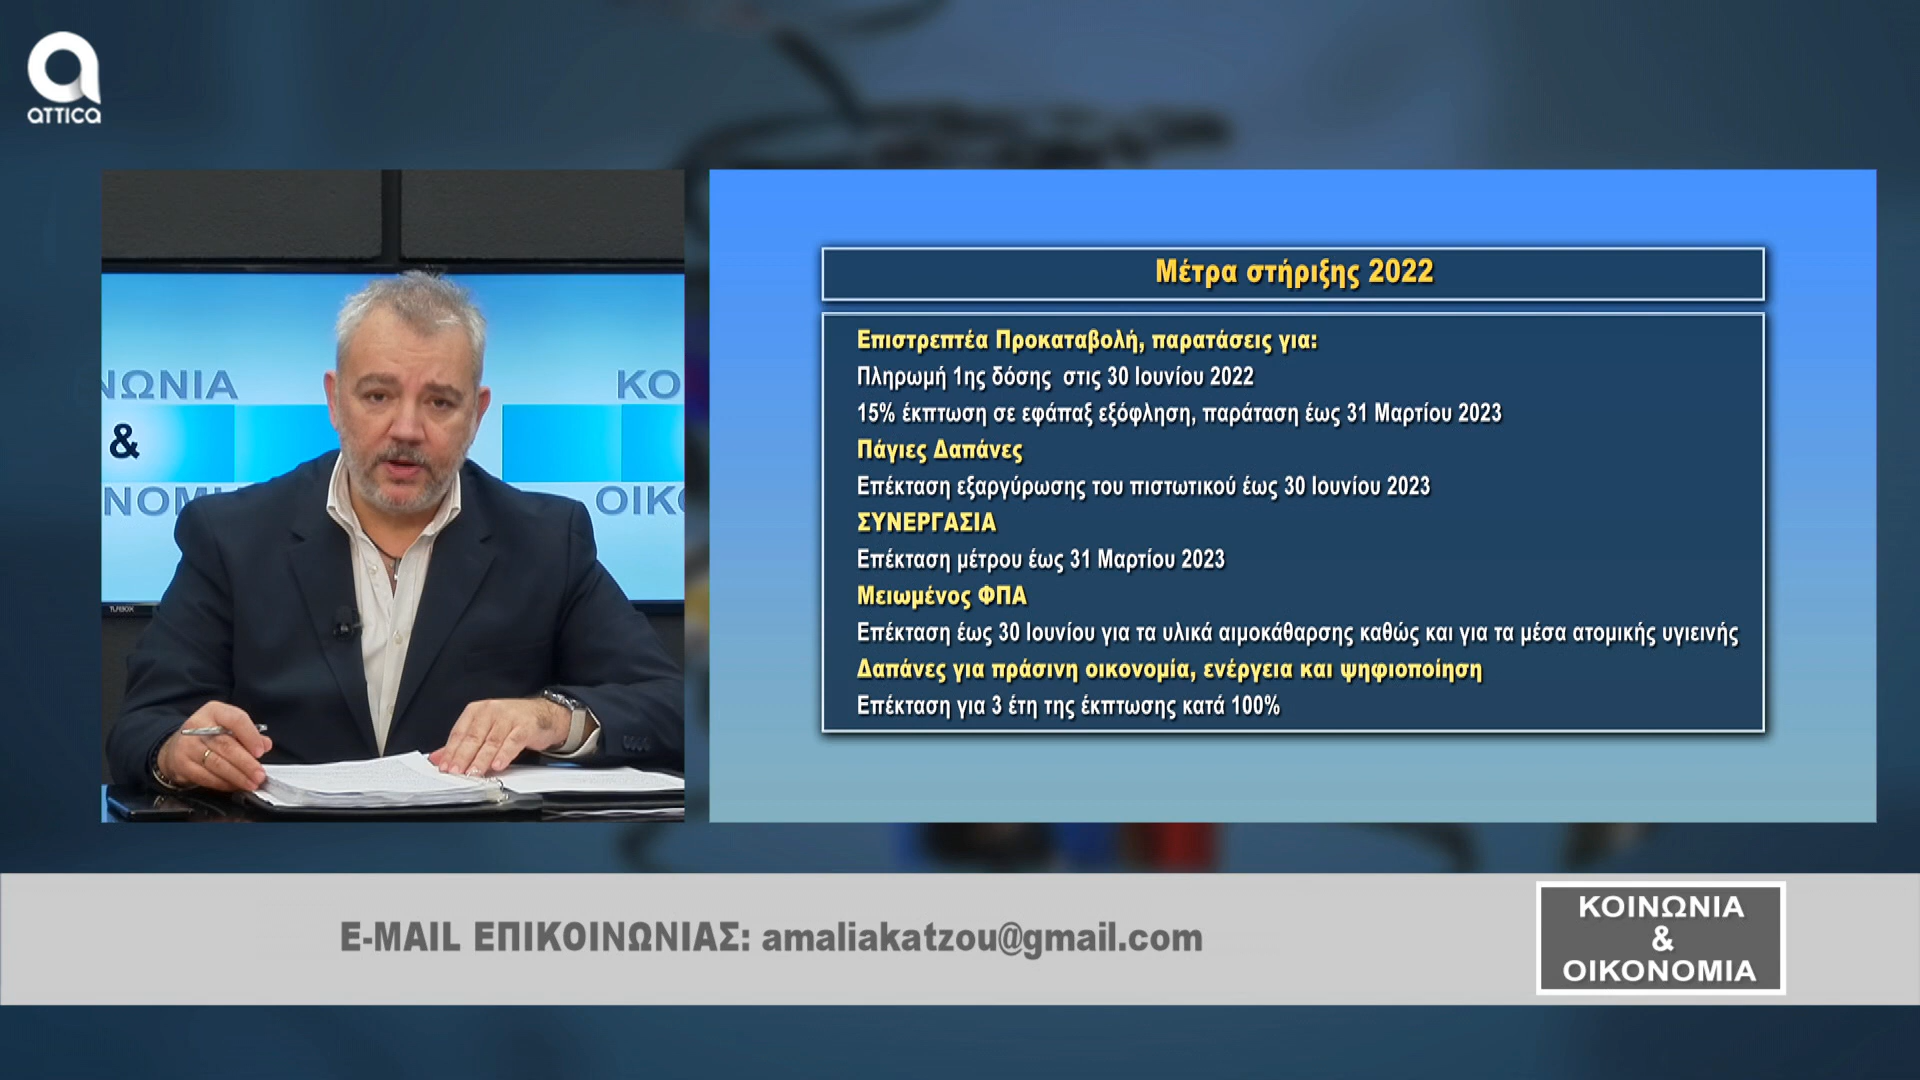 αττιcα
ΝΩΝΙΑ
ΚΟ
&
ΝΟΜΙ
ΟΙΚΟ
TURBOX
Μέτρα στήριξης 2022
Επιστρεπτέα Προκαταβολή, παρατάσεις για:
Πληρωμή 1ης δόσης στις 30 Ιουνίου 2022
15% έκπτωση σε εφάπαξ εξόφληση, παράταση έως 31 Μαρτίου 2023
Πάγιες Δαπάνες
Επέκταση εξαργύρωσης του πιστωτικού έως 30 Ιουνίου 2023
ΣΥΝΕΡΓΑΣΙΑ
Επέκταση μέτρου έως 31 Μαρτίου 2023
Μειωμένος ΦΠΑ
Επέκταση έως 30 Ιουνίου για τα υλικά αιμοκάθαρσης καθώς και για τα μέσα ατομικής υγιεινής
Δαπάνες για πράσινη οικονομία, ενέργεια και ψηφιοποίηση
Επέκταση για 3 έτη της έκπτωσης κατά 100%
E-MAIL ΕΠΙΚΟΙΝΩΝΙΑΣ: amaliakatzou@gmail.com
ΚΟΙΝΩΝΙΑ
&
ΟΙΚΟΝΟΜΙΑ